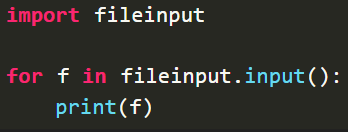 import fileinput
for f in fileinput.input():
    print(f)